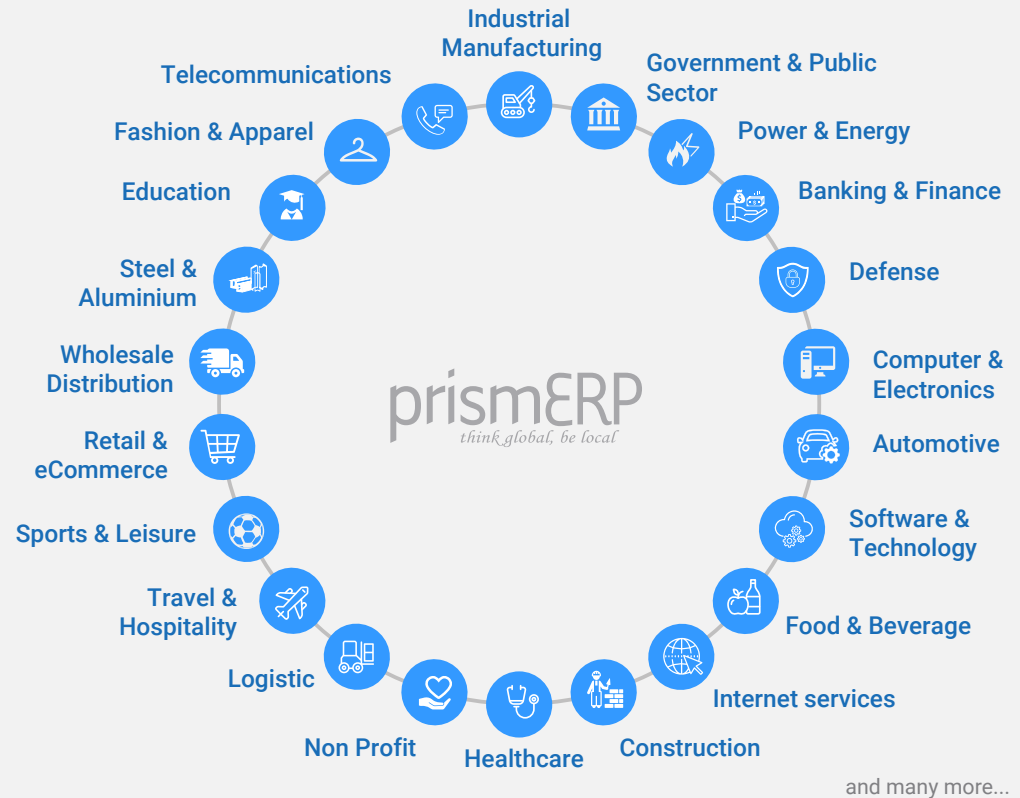 Industrial
Manufacturing
Government & Public
Sector
Telecommunications
Power & Energy
Fashion & Apparel
Banking & Finance
Education
Defense
Steel &
Aluminium
Computer &
Electronics
Wholesale
Distribution
prismERP
think global, be local
Automotive
Retail &
eCommerce
Software &
Technology
Sports & Leisure
Food & Beverage
Travel &
Hospitality
Internet services
Logistic
Construction
Non Profit
Healthcare
and many more...